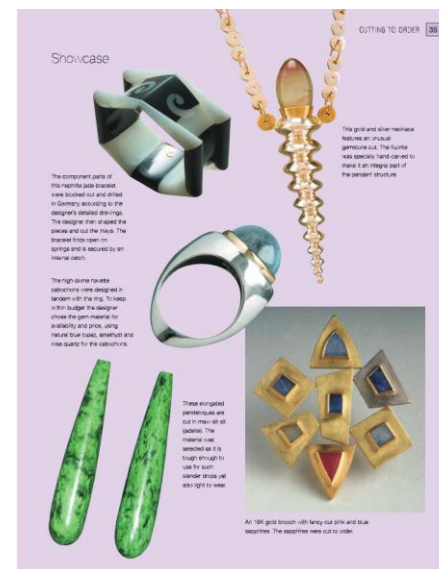 CUTTING TO ORDER 35
Showcase
This gold and silver necklace
features an unusual
gemstone cut. The fluorite
was specially hand-carved to
make it an integral part of
the pendant structure.
The component parts of
this nephrite jade bracelet
were blocked out and drilled
in Germany according to the
designer's detailed drawings.
The designer then shaped the
pieces and cut the inlays. The
bracelet folds open on
springs and is secured by an
internal catch.
The high-dome navette
cabochons were designed in
tandem with the ring. To keep
within budget the designer
chose the gem material for
availability and price, using
natural blue topaz, amethyst and
rose quartz for the cabochons.
These elongated
pendeloques are
cut in maw-sit-sit
(jadeite). The
material was
selected as it is
tough enough to
use for such
slender drops yet
also light to wear.
An 18K gold brooch with fancy-cut pink and blue
sapphires. The sapphires were cut to order.